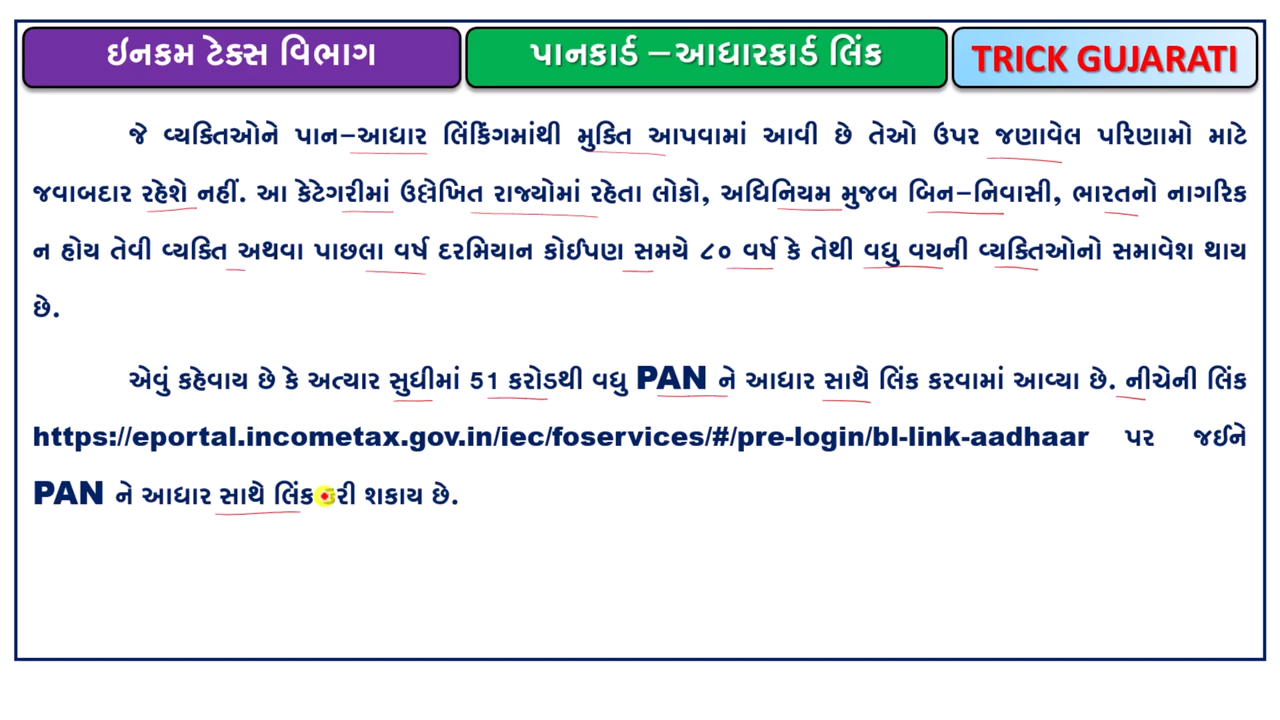 ઈનકમ ટેક્સ વિભાગ
પાનકાર્ડ –આધારકાર્ડ લિંક
TRICK GUJARATI
જે વ્યક્તિઓને પાન–આધાર લિંકિંગમાંથી મુક્તિ આપવામાં આવી છે તેઓ ઉપર જણાવેલ પરિણામો માટે
જવાબદાર રહેશે નહીં. આ કેટેગરીમાં ઉલ્લેખિત રાજ્યોમાં રહેતા લોકો, અધિનિયમ મુજબ બિન–નિવાસી, ભારતનો નાગરિક
ન હોય તેવી વ્યક્તિ અથવા પાછલા વર્ષ દરમિયાન કોઈપણ સમયે ૮૦ વર્ષ કે તેથી વધુ વયની વ્યક્તિઓનો સમાવેશ થાય
છે.
એવું કહેવાય છે કે અત્યાર સુધીમાં 51 કરોડથી વધુ PAN ને આધાર સાથે લિંક કરવામાં આવ્યા છે. નીચેની લિંક
https://eportal.incometax.gov.in/iec/foservices/#/pre-login/bl-link-aadhaar પર જઈને
PAN ને આધાર સાથે લિંક કરી શકાય છે.